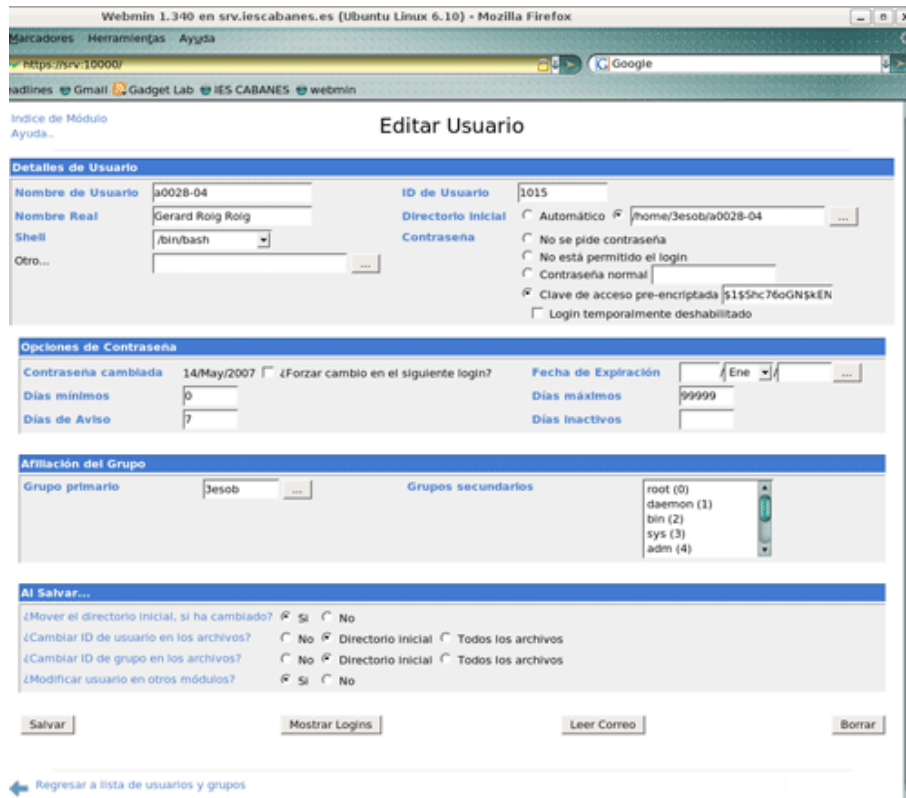 Webmin 1.340 en srv.iescabanes.es (Ubuntu Linux 6.10) - Mozilla Firefox
Marcadores Herramientas Ayuda
https://srv:10000/ Google
eadlines Gmail Gadget Lab IES CABANES webmin
Indice de Módulo
Ayuda..
Editar Usuario
Detalles de Usuario
Nombre de Usuario a0028-04 ID de Usuario 1015
Nombre Real Gerard Roig Roig Directorio inicial Automático /home/3esob/a0028-04 ...
Shell /bin/bash Contraseña No se pide contraseña
Otro... ... No está permitido el login
Contraseña normal
Clave de acceso pre-encriptada $1$Shc76oGN$kEN
Login temporalmente deshabilitado
Opciones de Contraseña
Contraseña cambiada 14/May/2007 ¿Forzar cambio en el siguiente login? Fecha de Expiración / Ene / ...
Días mínimos 0 Días máximos 99999
Días de Aviso 7 Días inactivos
Afiliación del Grupo
Grupo primario 3esob ... Grupos secundarios root (0)
daemon (1)
bin (2)
sys (3)
adm (4)
Al Salvar...
¿Mover el directorio inicial, si ha cambiado? Si No
¿Cambiar ID de usuario en los archivos? No Directorio inicial Todos los archivos
¿Cambiar ID de grupo en los archivos? No Directorio inicial Todos los archivos
¿Modificar usuario en otros módulos? Si No
Salvar Mostrar Logins Leer Correo Borrar
Regresar a lista de usuarios y grupos